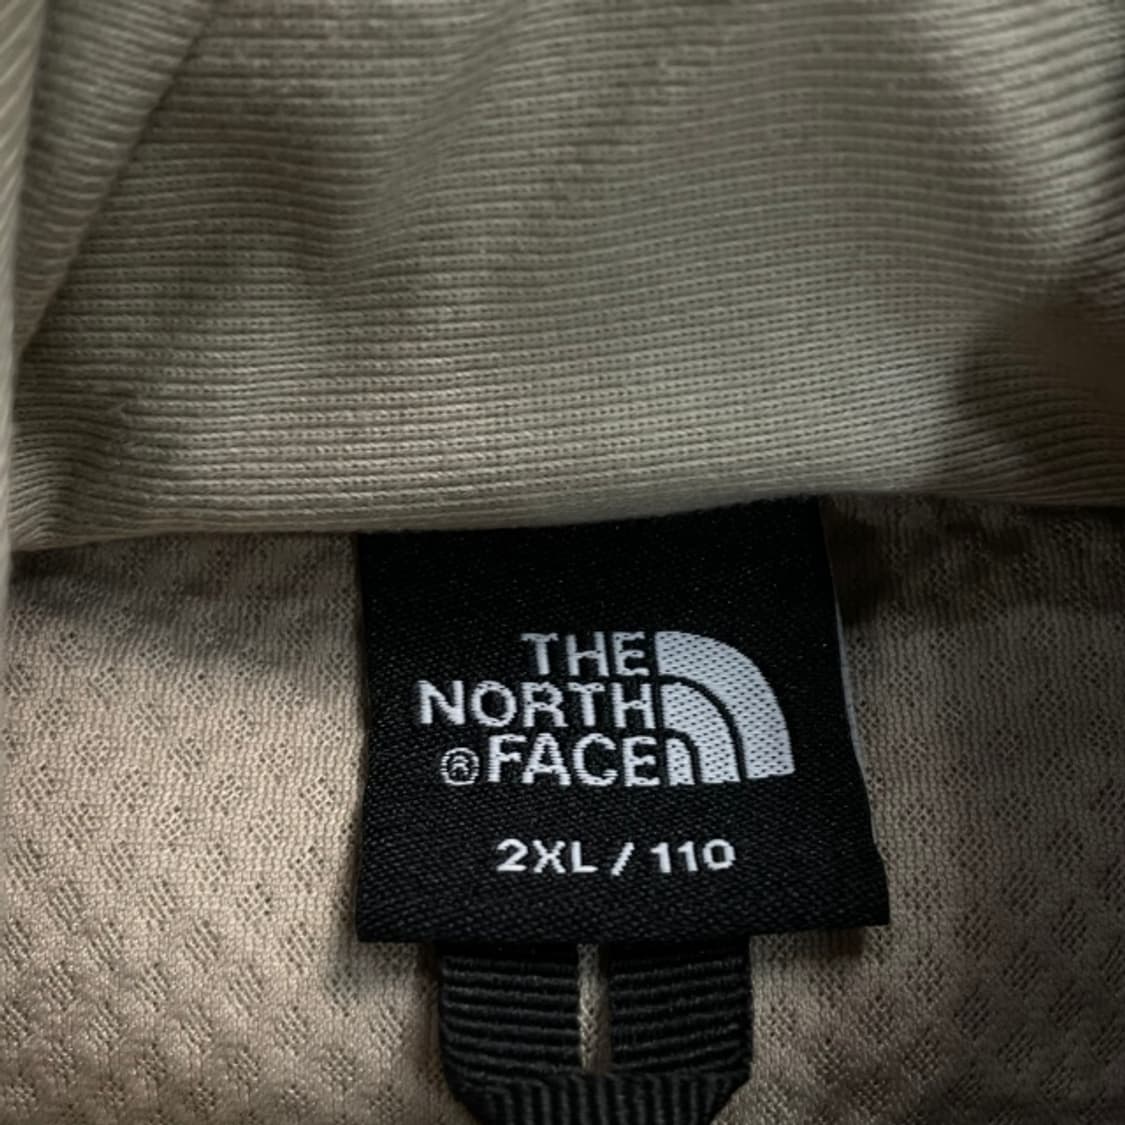 THE
NORTH
®FACE
2XL / 110